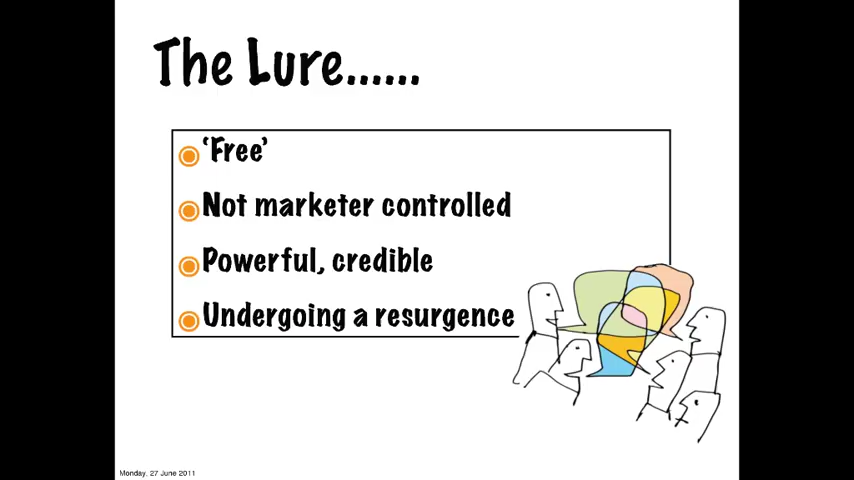 The Lure......
‘Free’
Not marketer controlled
Powerful, credible
Undergoing a resurgence
Monday, 27 June 2011